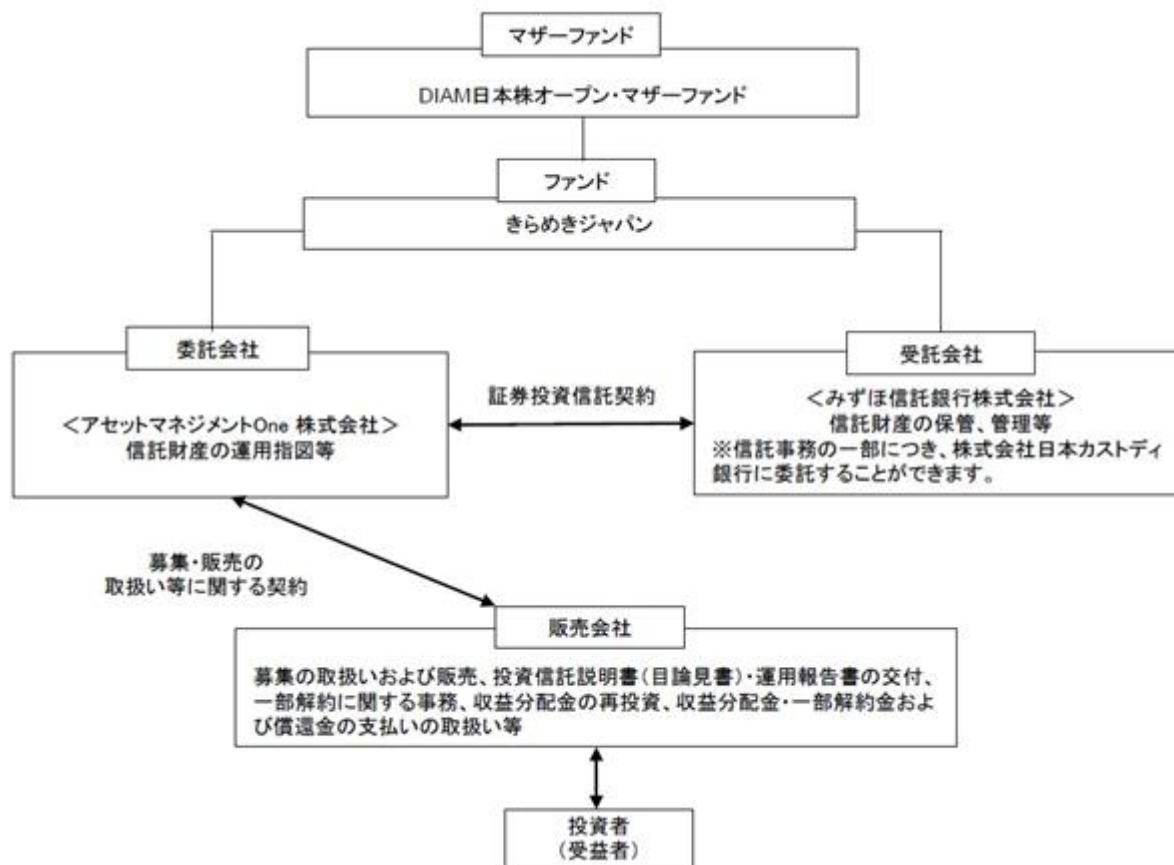 マザーファンド
DIAM日本株オープン・マザーファンド
ファンド
きらめきジャパン
委託会社
<アセットマネジメントOne 株式会社>
信託財産の運用指図等
証券投資信託契約
受託会社
<みずほ信託銀行株式会社>
信託財産の保管、管理等
※信託事務の一部につき、株式会社日本カストディ
銀行に委託することができます。
募集・販売の
取扱い等に関する契約
販売会社
募集の取扱いおよび販売、投資信託説明書(目論見書)・運用報告書の交付、
一部解約に関する事務、収益分配金の再投資、収益分配金・一部解約金およ
び償還金の支払いの取扱い等
投資者
(受益者)